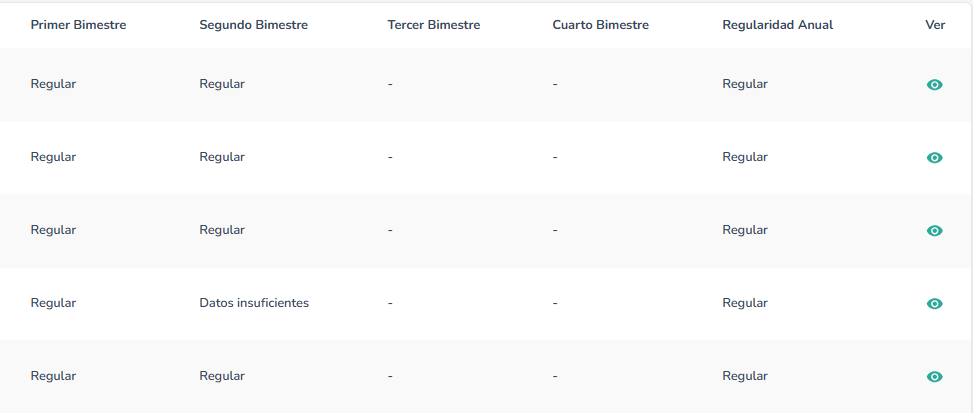 Primer Bimestre Segundo Bimestre Tercer Bimestre Cuarto Bimestre Regularidad Anual Ver
Regular Regular - - Regular
Regular Regular - - Regular
Regular Regular - - Regular
Regular Datos insuficientes - - Regular
Regular Regular - - Regular